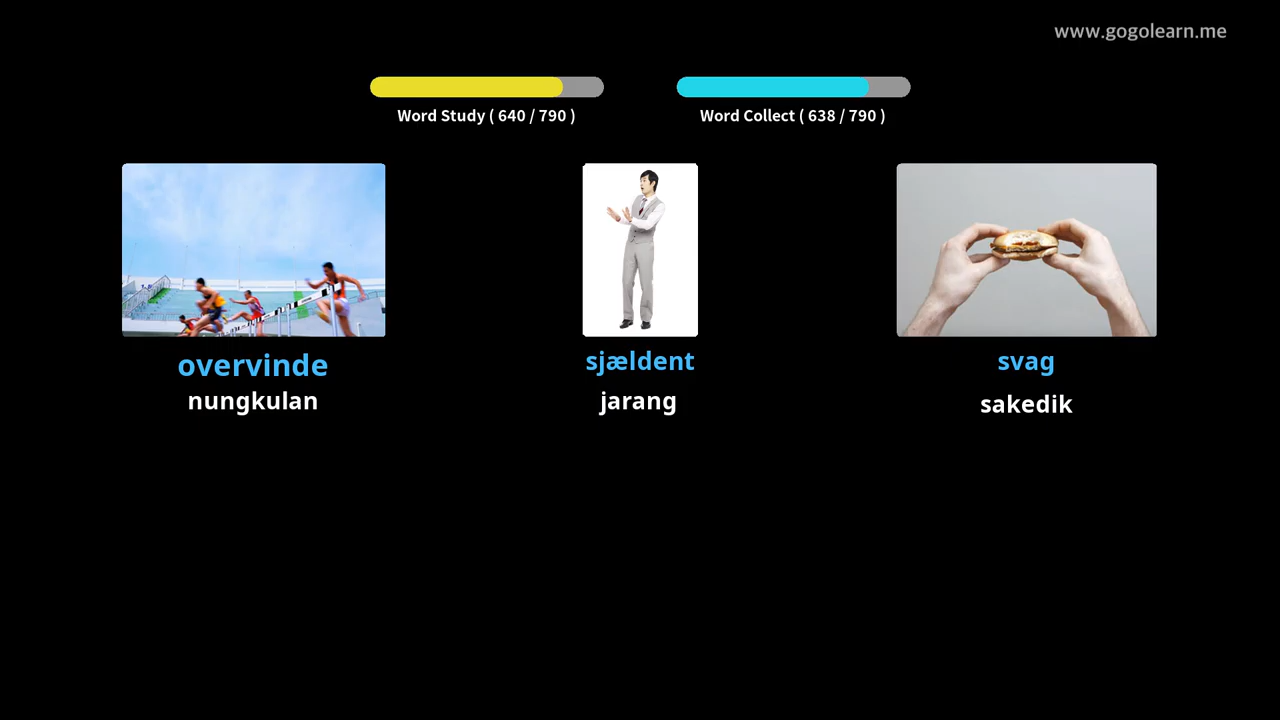 www.gogolearn.me
Word Study ( 640 / 790 )
Word Collect ( 638 / 790 )
overvinde
nungkulan
sjældent
jarang
svag
sakedik